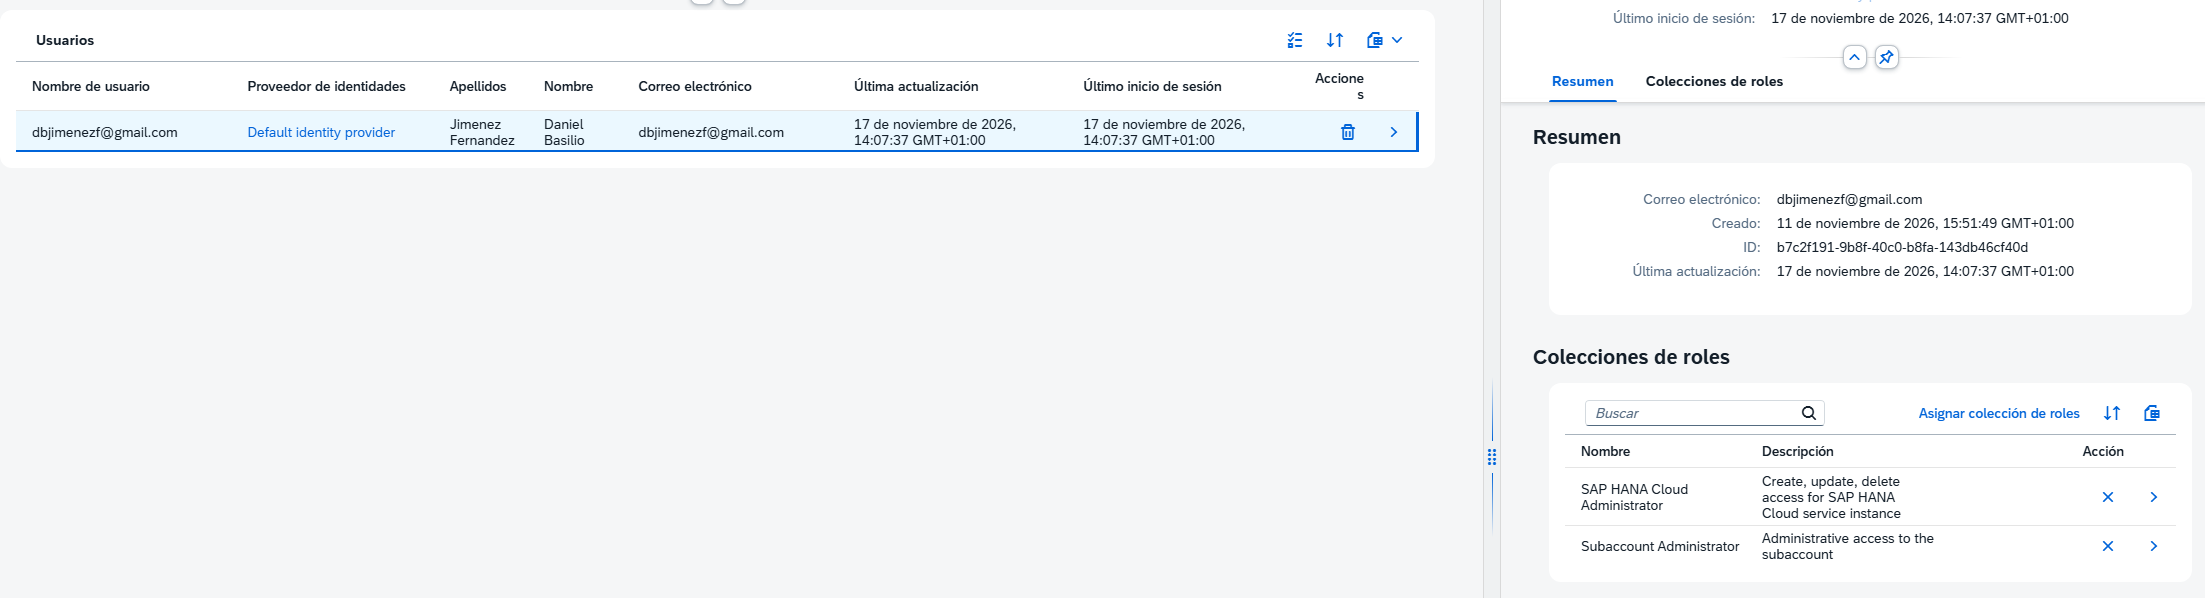 Usuarios
Nombre de usuario Proveedor de identidades Apellidos Nombre Correo electrónico Última actualización Último inicio de sesión Accione
s
dbjimenezf@gmail.com Default identity provider Jimenez Daniel dbjimenezf@gmail.com 17 de noviembre de 2026, 17 de noviembre de 2026,
Fernandez Basilio 14:07:37 GMT+01:00 14:07:37 GMT+01:00
Último inicio de sesión: 17 de noviembre de 2026, 14:07:37 GMT+01:00
Resumen Colecciones de roles
Resumen
Correo electrónico: dbjimenezf@gmail.com
Creado: 11 de noviembre de 2026, 15:51:49 GMT+01:00
ID: b7c2f191-9b8f-40c0-b8fa-143db46cf40d
Última actualización: 17 de noviembre de 2026, 14:07:37 GMT+01:00
Colecciones de roles
Buscar Asignar colección de roles
Nombre Descripción Acción
SAP HANA Cloud Create, update, delete
Administrator access for SAP HANA
Cloud service instance
Subaccount Administrator Administrative access to the
subaccount